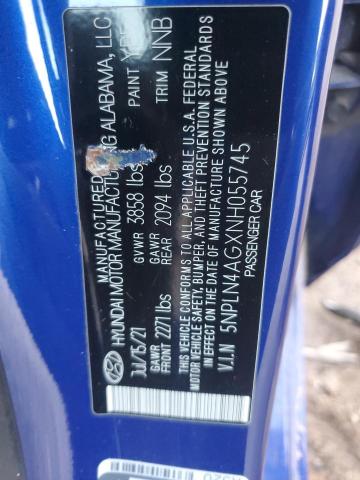 MANUFACTURED
HYUNDAI MOTOR MANUFACTURING ALABAMA, LLC
JUL/15/21 GVWR 3858 lbs PAINT
GAWR FRONT 2271 lbs GAWR REAR 2094 lbs TRIM NNB
THIS VEHICLE CONFORMS TO ALL APPLICABLE U.S.A. FEDERAL
MOTOR VEHICLE SAFETY, BUMPER, AND THEFT PREVENTION STANDARDS
IN EFFECT ON THE DATE OF MANUFACTURE SHOWN ABOVE
V.I.N 5NPLN4AGXNH055745
PASSENGER CAR